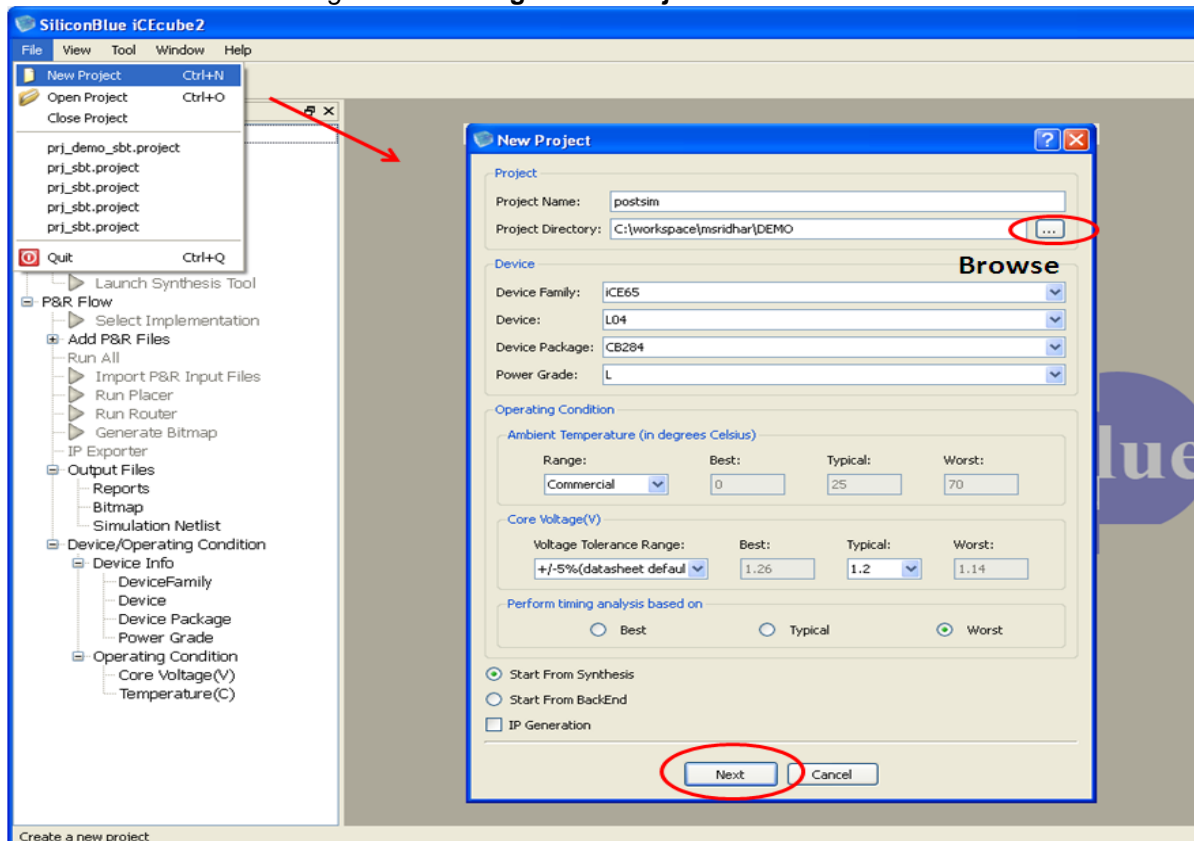 SiliconBlue iCEcube2
File View Tool Window Help
New Project Ctrl+N
Open Project Ctrl+O
Close Project
prj_demo_sbt.project
prj_sbt.project
prj_sbt.project
prj_sbt.project
prj_sbt.project
Quit Ctrl+Q
Launch Synthesis Tool
P&R Flow
Select Implementation
Add P&R Files
Run All
Import P&R Input Files
Run Placer
Run Router
Generate Bitmap
IP Exporter
Output Files
Reports
Bitmap
Simulation Netlist
Device/Operating Condition
Device Info
DeviceFamily
Device
Device Package
Power Grade
Operating Condition
Core Voltage(V)
Temperature(C)
New Project
Project
Project Name: postsim
Project Directory: C:\workspace\msridhar\DEMO ...
Browse
Device
Device Family: iCE65
Device: L04
Device Package: CB284
Power Grade: L
Operating Condition
Ambient Temperature (in degrees Celsius)
Range: Best: Typical: Worst:
Commercial 0 25 70
Core Voltage(V)
Voltage Tolerance Range: Best: Typical: Worst:
+/-5%(datasheet defaul 1.26 1.2 1.14
Perform timing analysis based on
Best Typical Worst
Start From Synthesis
Start From BackEnd
IP Generation
Next Cancel
lue
Create a new project